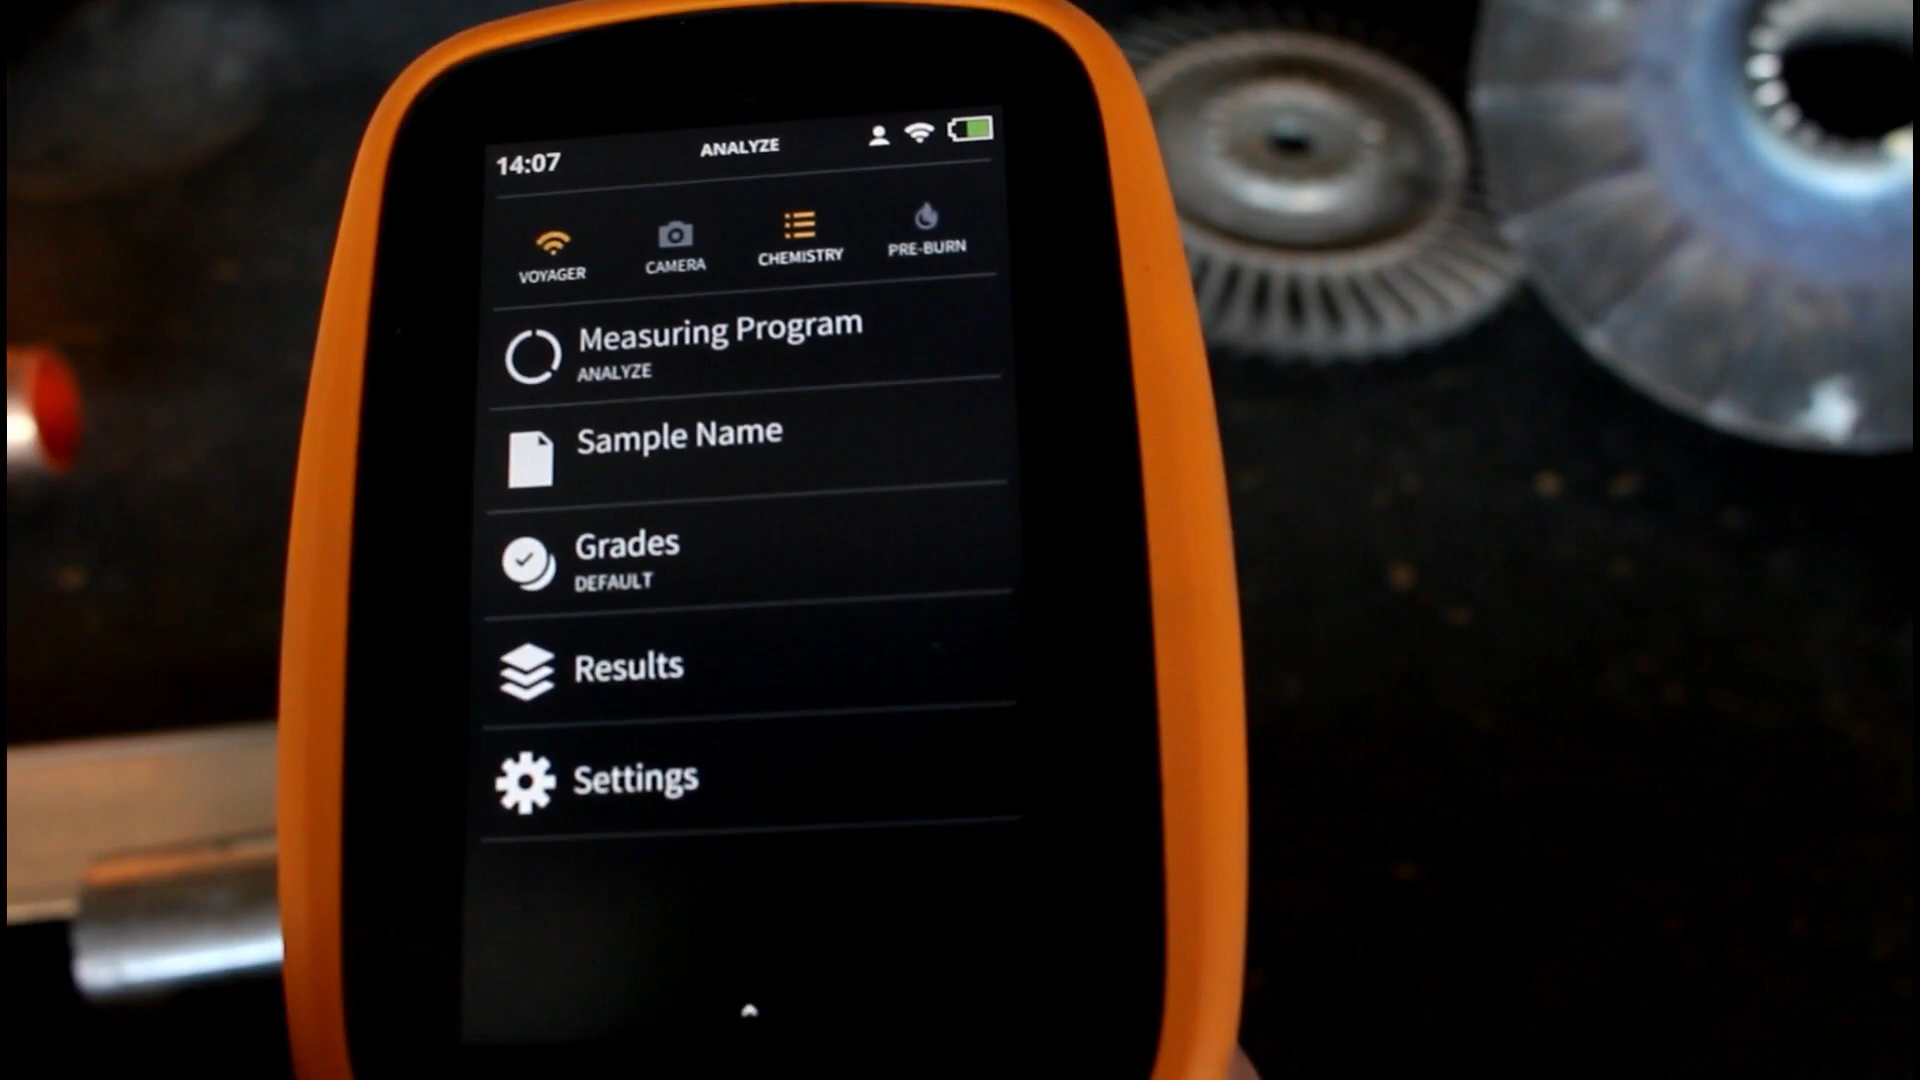 14:07
ANALYZE
VOYAGER
CAMERA
CHEMISTRY
PRE-BURN
Measuring Program
ANALYZE
Sample Name
Grades
DEFAULT
Results
Settings